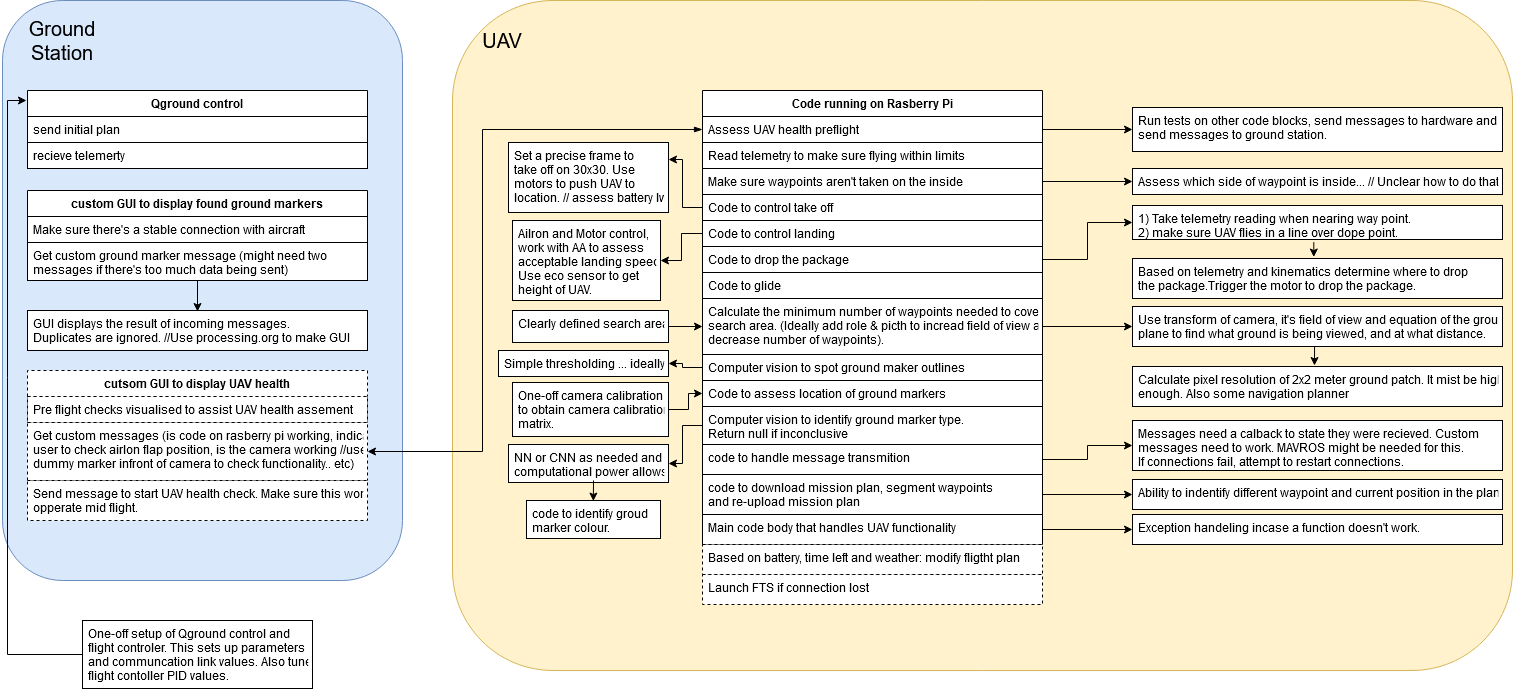 Ground
Station
Qground control
send initial plan
recieve telemerty
custom GUI to display found ground markers
Make sure there's a stable connection with aircraft
Get custom ground marker message (might need two
messages if there's too much data being sent)
GUI displays the result of incoming messages.
Duplicates are ignored. //Use processing.org to make GUI
cutsom GUI to display UAV health
Pre flight checks visualised to assist UAV health assement
Get custom messages (is code on rasberry pi working, indic
user to check airlon flap position, is the camera working //use
dummy marker infront of camera to check functionality.. etc)
Send message to start UAV health check. Make sure this wor
opperate mid flight.
One-off setup of Qground control and
flight controler. This sets up parameters
and communcation link values. Also tune
flight contoller PID values.
UAV
Set a precise frame to
take off on 30x30. Use
motors to push UAV to
location. // assess battery lv
Ailron and Motor control,
work with AA to assess
acceptable landing speed
Use eco sensor to get
height of UAV.
Clearly defined search area
Simple thresholding ... ideally
One-off camera calibration
to obtain camera calibratio
matrix.
NN or CNN as needed and
computational power allows
code to identify groud
marker colour.
Code running on Rasberry Pi
Assess UAV health preflight
Read telemetry to make sure flying within limits
Make sure waypoints aren't taken on the inside
Code to control take off
Code to control landing
Code to drop the package
Code to glide
Calculate the minimum number of waypoints needed to cove
search area. (Ideally add role & picth to incread field of view a
decrease number of waypoints).
Computer vision to spot ground maker outlines
Code to assess location of ground markers
Computer vision to identify ground marker type.
Return null if inconclusive
code to handle message transmition
code to download mission plan, segment waypoints
and re-upload mission plan
Main code body that handles UAV functionality
Based on battery, time left and weather: modify fligtht plan
Launch FTS if connection lost
Run tests on other code blocks, send messages to hardware and
send messages to ground station.
Assess which side of waypoint is inside... // Unclear how to do that
1) Take telemetry reading when nearing way point.
2) make sure UAV flies in a line over dope point.
Based on telemetry and kinematics determine where to drop
the package.Trigger the motor to drop the package.
Use transform of camera, it's field of view and equation of the grou
plane to find what ground is being viewed, and at what distance.
Calculate pixel resolution of 2x2 meter ground patch. It mist be hig
enough. Also some navigation planner
Messages need a calback to state they were recieved. Custom
messages need to work. MAVROS might be needed for this.
If connections fail, attempt to restart connections.
Ability to indentify different waypoint and current position in the plan
Exception handeling incase a function doesn't work.